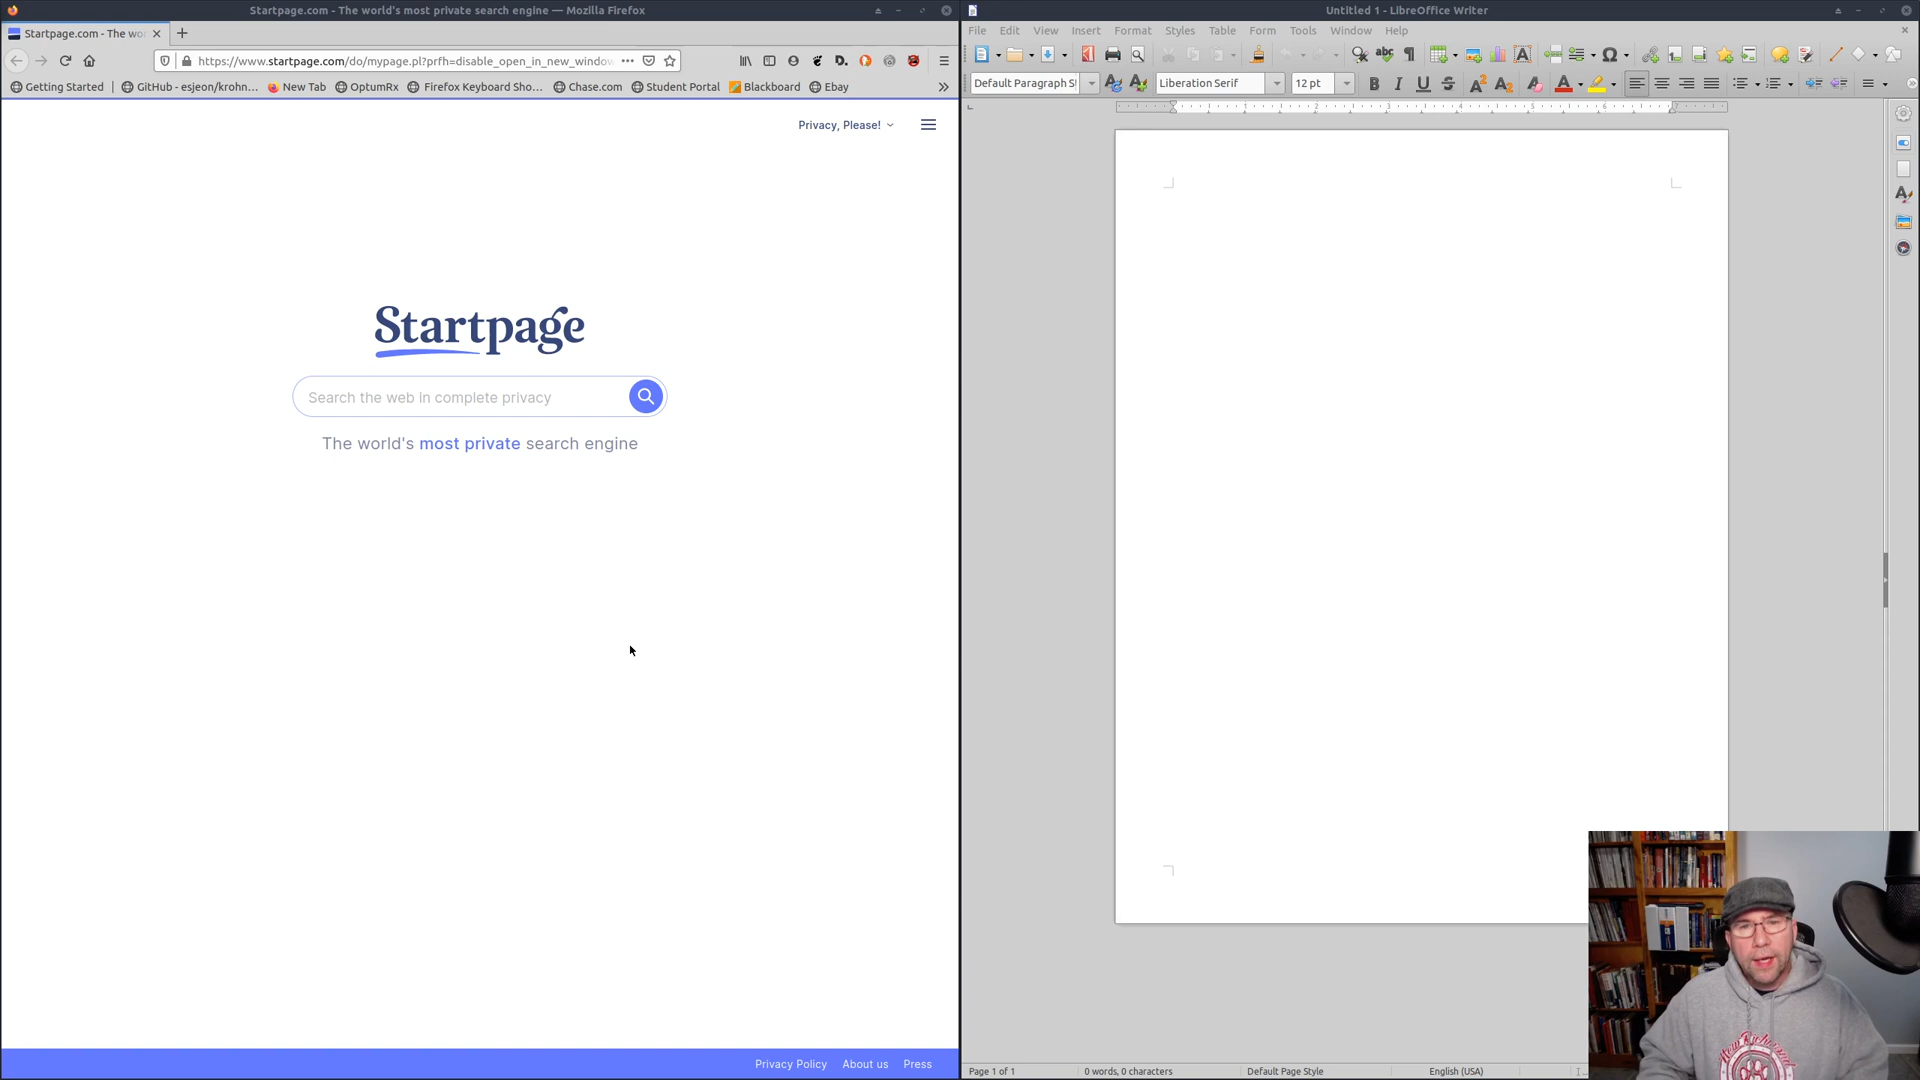 Startpage.com - The world's most private search engine — Mozilla Firefox
Startpage.com - The wor
https://www.startpage.com/do/mypage.pl?prfh=disable_open_in_new_window
Getting Started
GitHub - esjeon/krohn...
New Tab
OptumRx
Firefox Keyboard Sho...
Chase.com
Student Portal
Blackboard
Ebay
Privacy, Please!
Startpage
Search the web in complete privacy
The world's most private search engine
Privacy Policy
About us
Press
Untitled 1 - LibreOffice Writer
File Edit View Insert Format Styles Table Form Tools Window Help
Default Paragraph S
Liberation Serif
12 pt
Page 1 of 1
0 words, 0 characters
Default Page Style
English (USA)